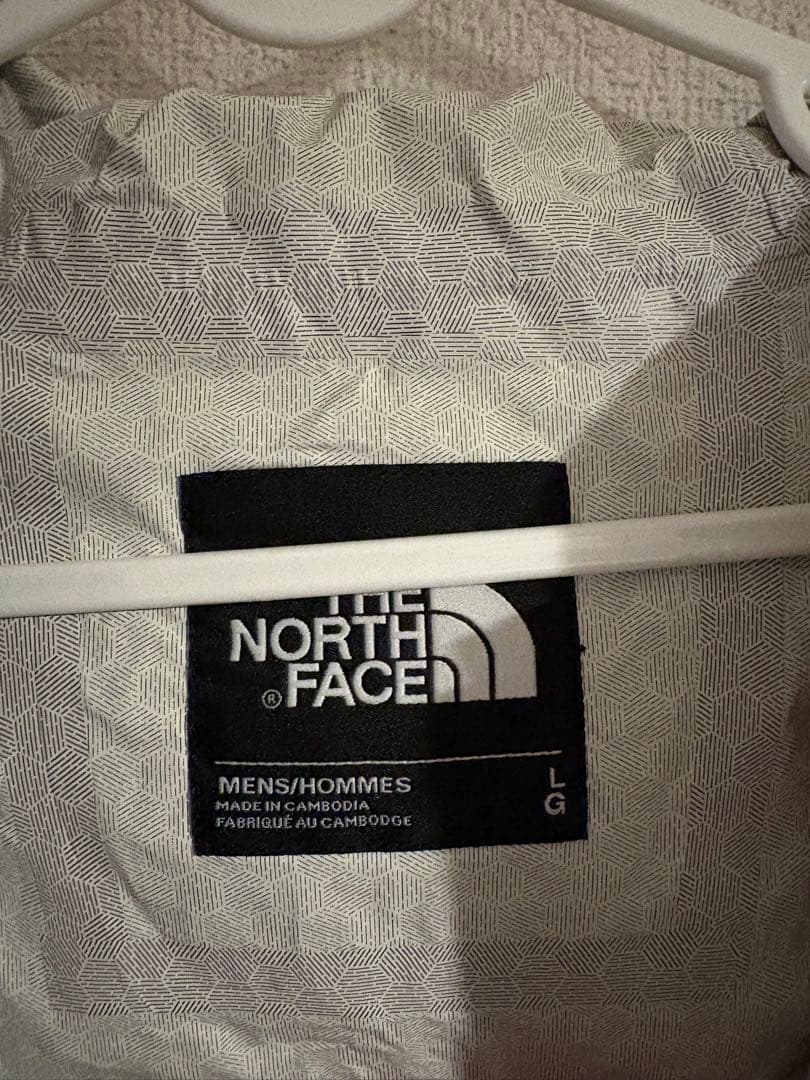 THE
NORTH
FACE
®
MENS/HOMMES
MADE IN CAMBODIA
FABRIQUÉ AU CAMBODGE
L
G